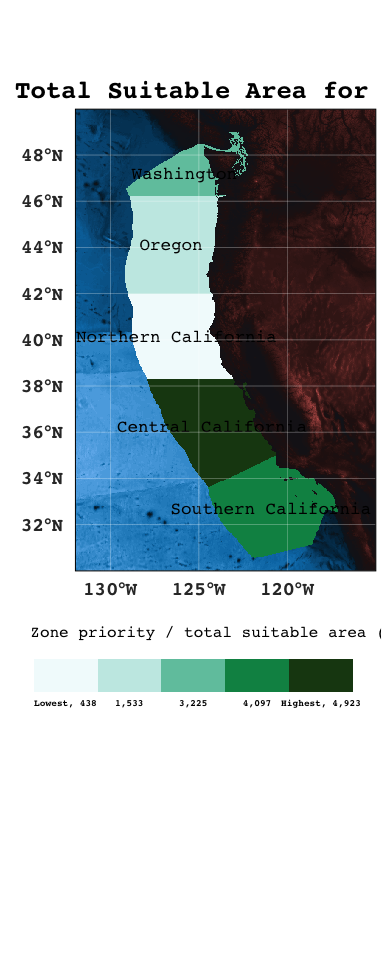 Total Suitable Area for
48°N
Washington
46°N
Oregon
44°N
42°N
40°N
Northern California
38°N
Central California
36°N
34°N
Southern California
32°N
130°W 125°W 120°W
Zone priority / total suitable area (
Lowest, 438 1,533 3,225 4,097 Highest, 4,923